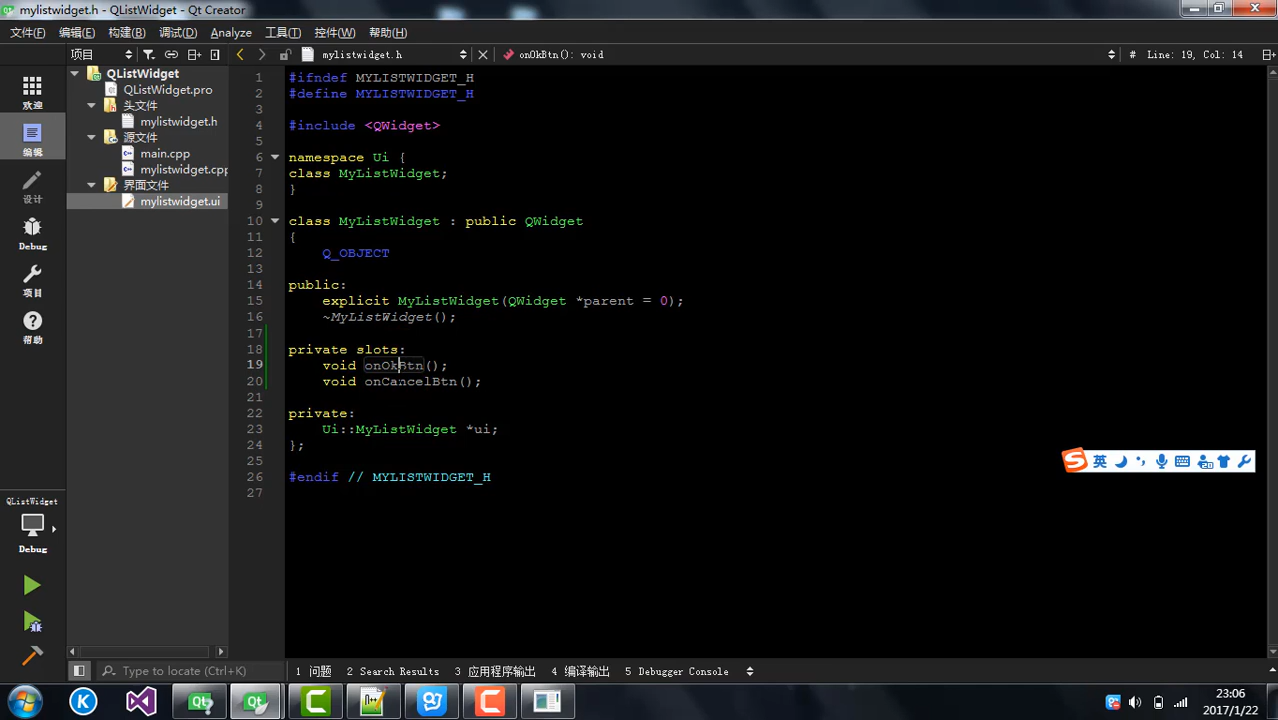 mylistwidget.h - QListWidget - Qt Creator
文件(F) 编辑(E) 构建(B) 调试(D) Analyze 工具(T) 控件(W) 帮助(H)
项目 mylistwidget.h onOkBtn(): void # Line: 19, Col: 14
欢迎
编辑
设计
Debug
项目
帮助
QListWidget
Debug
QListWidget
QListWidget.pro
头文件
mylistwidget.h
源文件
main.cpp
mylistwidget.cpp
界面文件
mylistwidget.ui
1 #ifndef MYLISTWIDGET_H
2 #define MYLISTWIDGET_H
3
4 #include <QWidget>
5
6 namespace Ui {
7 class MyListWidget;
8 }
9
10 class MyListWidget : public QWidget
11 {
12 Q_OBJECT
13
14 public:
15 explicit MyListWidget(QWidget *parent = 0);
16 ~MyListWidget();
17
18 private slots:
19 void onOkBtn();
20 void onCancelBtn();
21
22 private:
23 Ui::MyListWidget *ui;
24 };
25
26 #endif // MYLISTWIDGET_H
27
英
Type to locate (Ctrl+K) 1 问题 2 Search Results 3 应用程序输出 4 编译输出 5 Debugger Console
23:06
2017/1/22